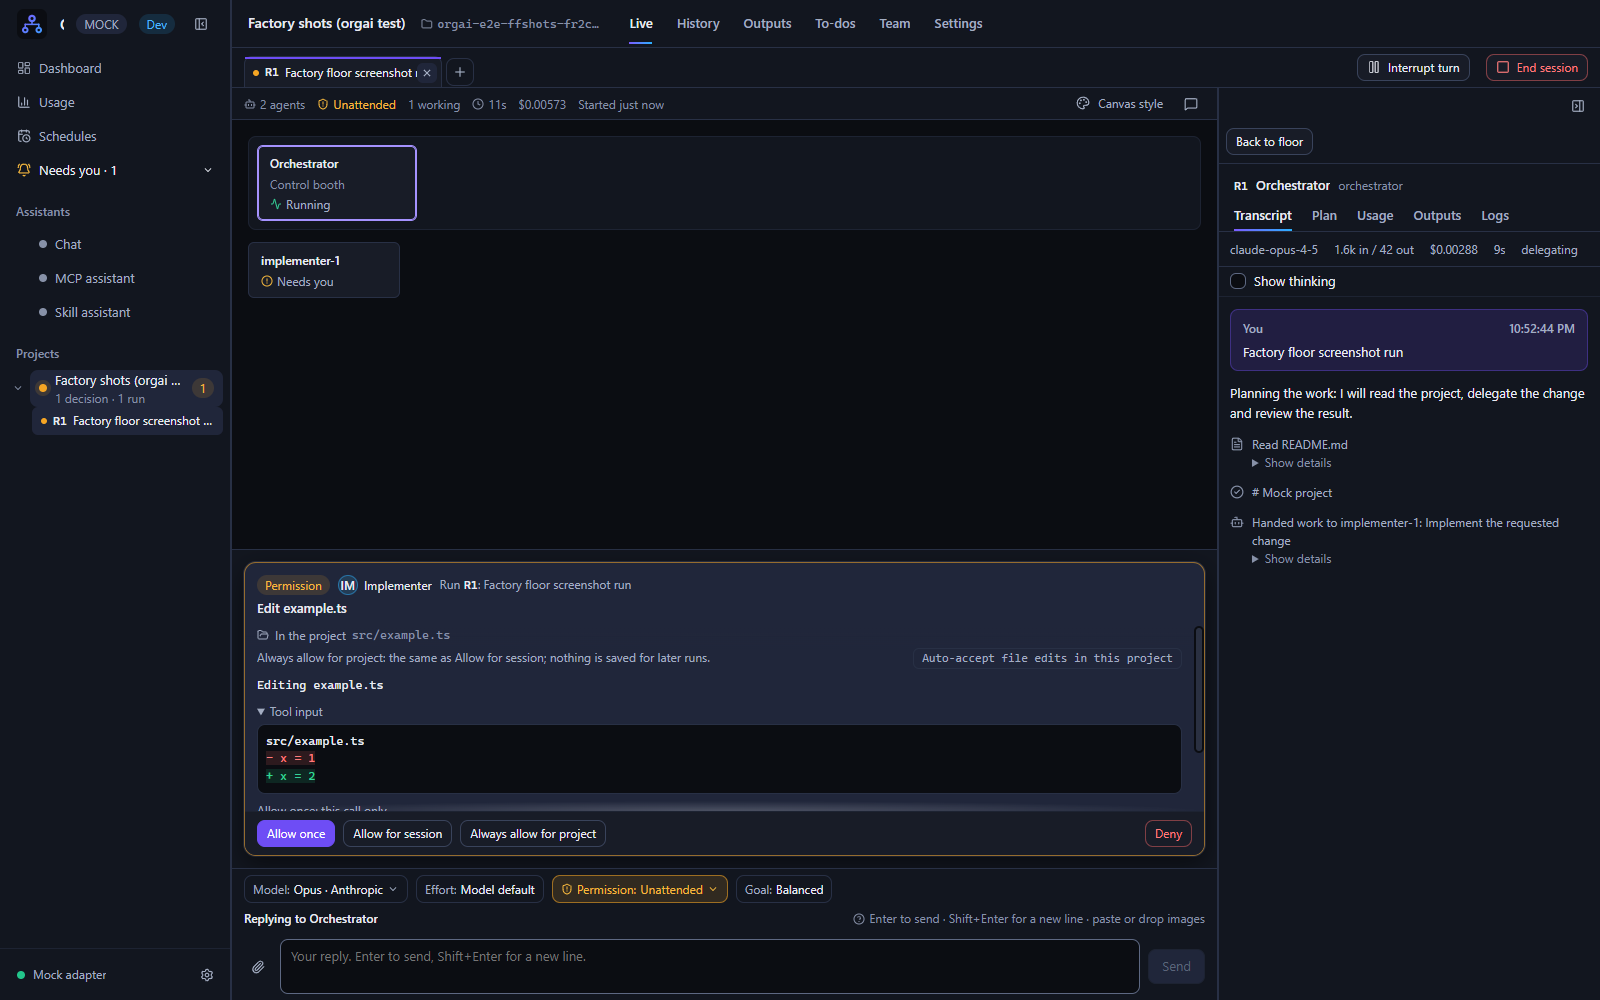 MOCK
Dev
Dashboard
Usage
Schedules
Needs you · 1
Assistants
Chat
MCP assistant
Skill assistant
Projects
Factory shots (orgai ...
1
1 decision · 1 run
R1 Factory floor screenshot ...
Mock adapter
Factory shots (orgai test)
orgai-e2e-ffshots-fr2c...
Live
History
Outputs
To-dos
Team
Settings
R1 Factory floor screenshot
Interrupt turn
End session
2 agents
Unattended
1 working
11s
$0.00573
Started just now
Canvas style
Orchestrator
Control booth
Running
implementer-1
Needs you
Permission
IM
Implementer
Run R1: Factory floor screenshot run
Edit example.ts
In the project src/example.ts
Always allow for project: the same as Allow for session; nothing is saved for later runs.
Auto-accept file edits in this project
Editing example.ts
Tool input
src/example.ts
- x = 1
+ x = 2
Allow once: this call only
Allow once
Allow for session
Always allow for project
Deny
Model: Opus · Anthropic
Effort: Model default
Permission: Unattended
Goal: Balanced
Replying to Orchestrator
Enter to send · Shift+Enter for a new line · paste or drop images
Your reply. Enter to send, Shift+Enter for a new line.
Send
Back to floor
R1 Orchestrator orchestrator
Transcript
Plan
Usage
Outputs
Logs
claude-opus-4-5
1.6k in / 42 out
$0.00288
9s
delegating
Show thinking
You
10:52:44 PM
Factory floor screenshot run
Planning the work: I will read the project, delegate the change
and review the result.
Read README.md
Show details
# Mock project
Handed work to implementer-1: Implement the requested
change
Show details